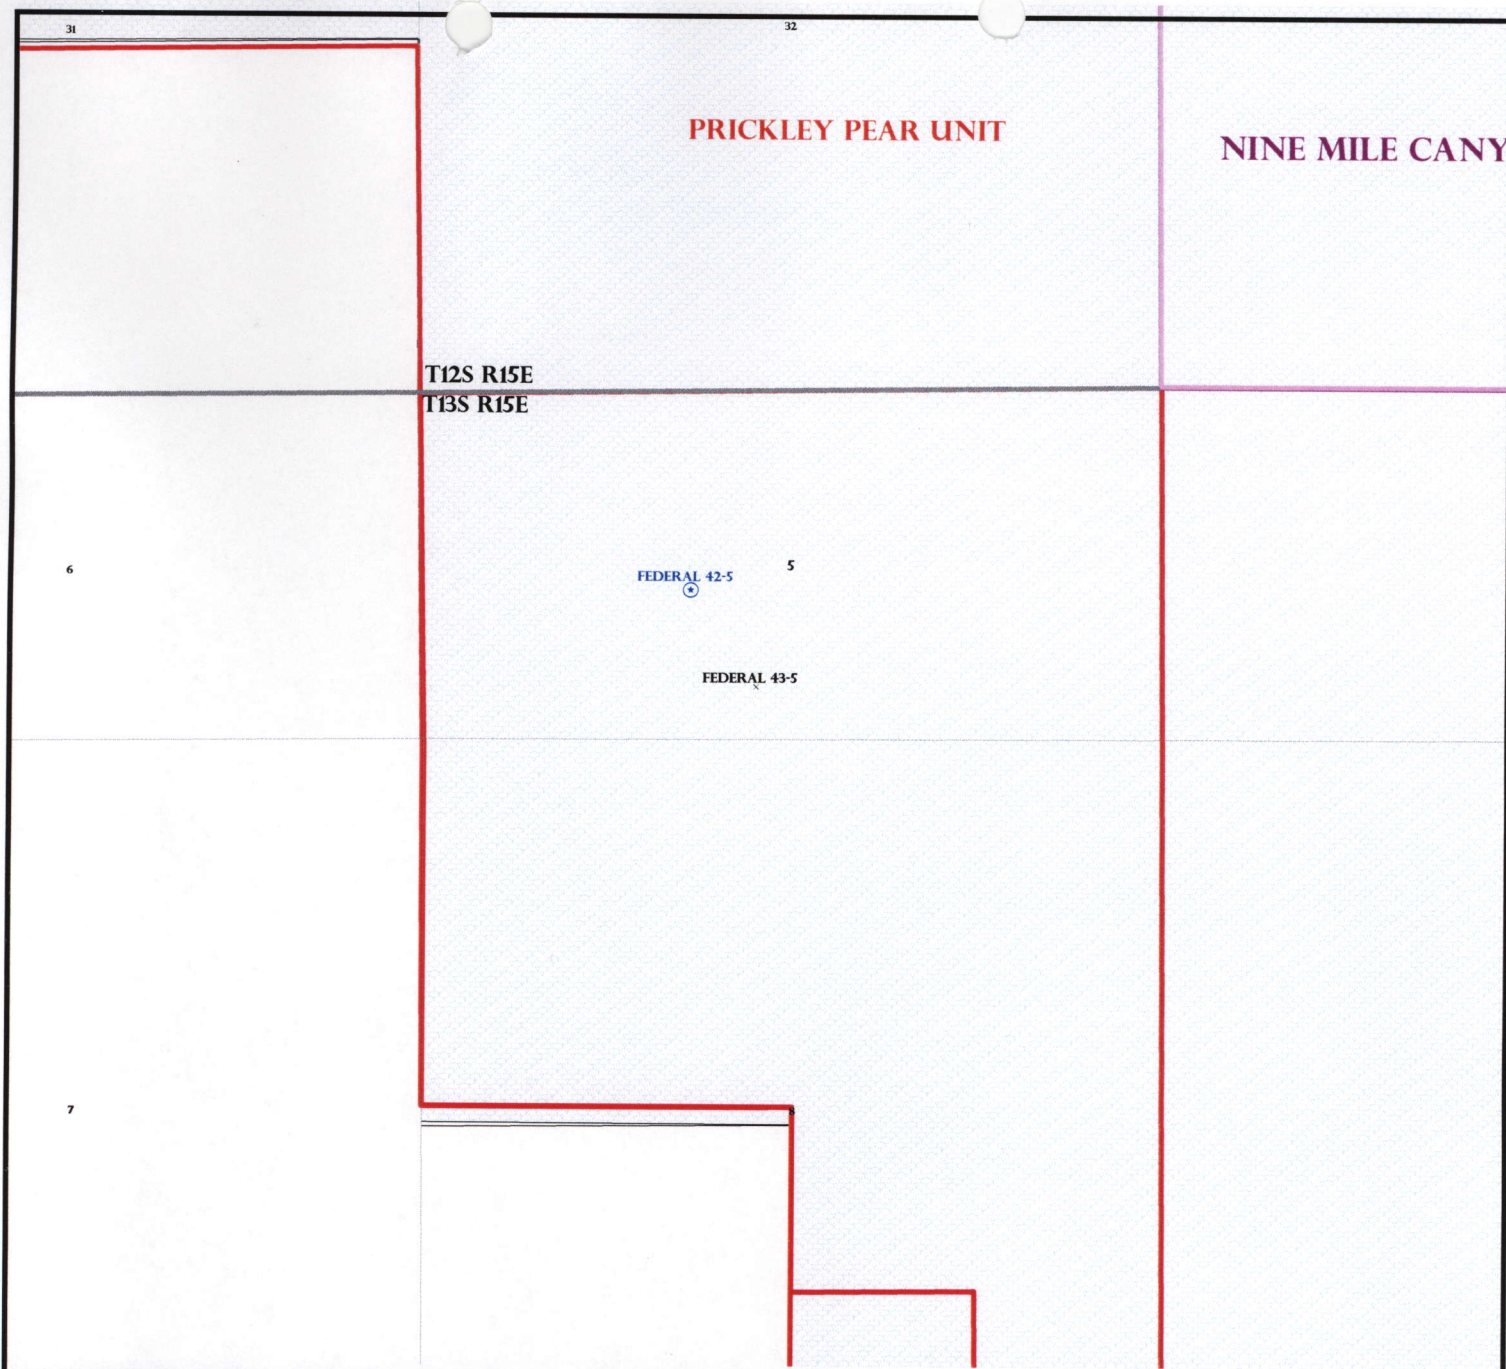 31
32
PRICKLEY PEAR UNIT
NINE MILE CANY
T12S R15E
T13S R15E
6
5
FEDERAL 42-5
FEDERAL 43-5
7
8